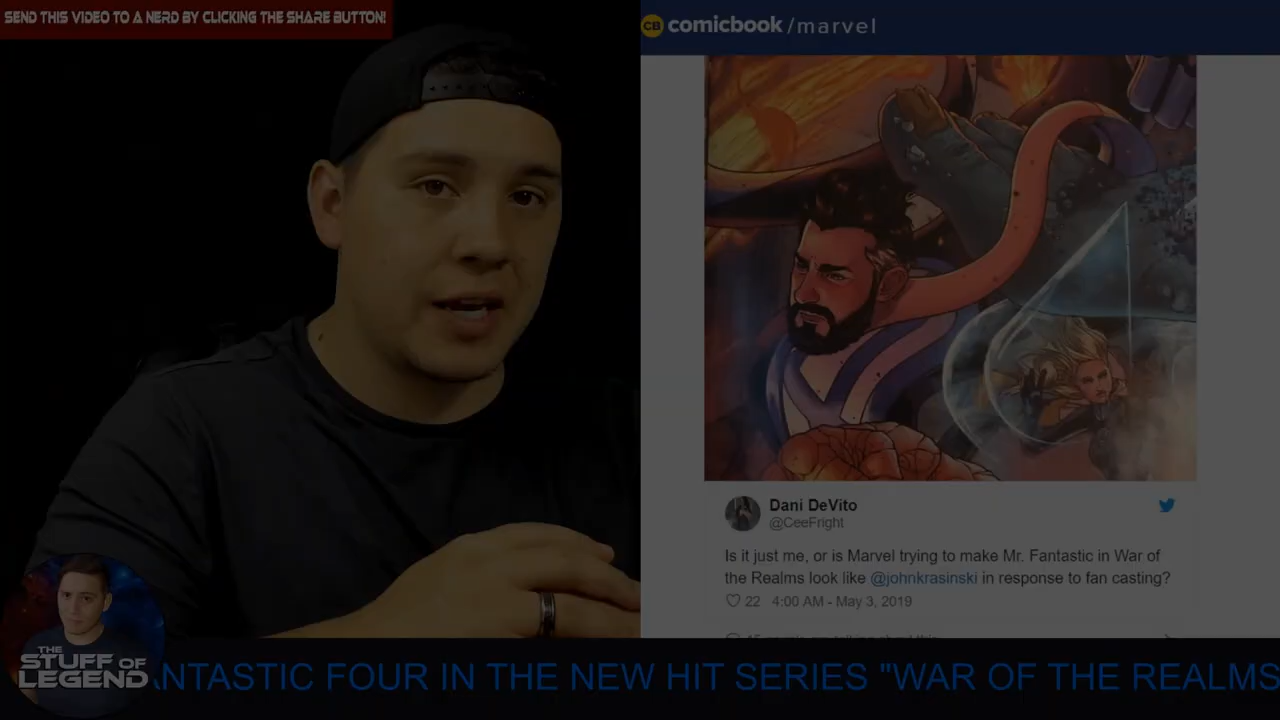 SEND THIS VIDEO TO A NERD BY CLICKING THE SHARE BUTTON!
CB comicbook/marvel
Dani DeVito
@CeeFright
Is it just me, or is Marvel trying to make Mr. Fantastic in War of
the Realms look like @johnkrasinski in response to fan casting?
22 4:00 AM - May 3, 2019
THE
STUFF OF
LEGEND
ANTASTIC FOUR IN THE NEW HIT SERIES "WAR OF THE REALMS